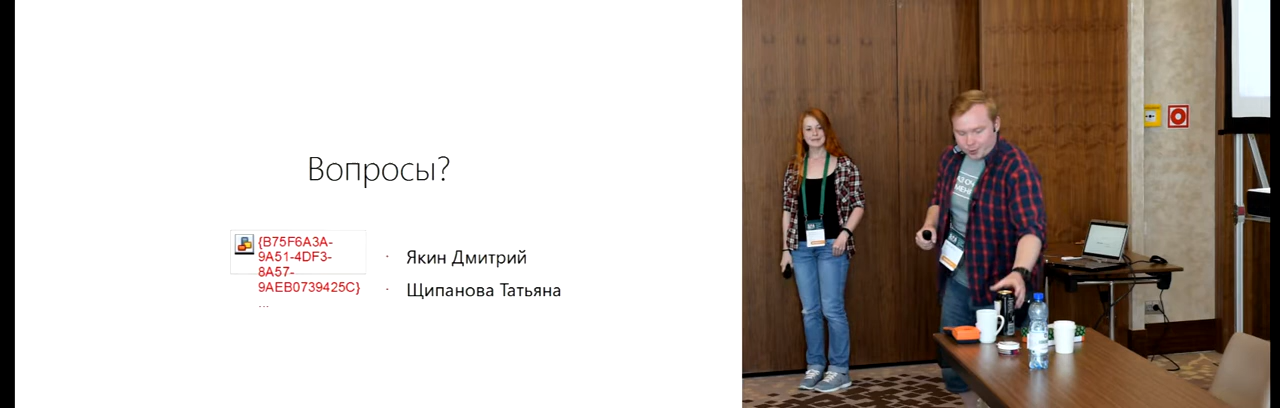 Вопросы?
{B75F6A3A-
9A51-4DF3-
8A57-
9AEB0739425C}
...
· Якин Дмитрий
· Щипанова Татьяна